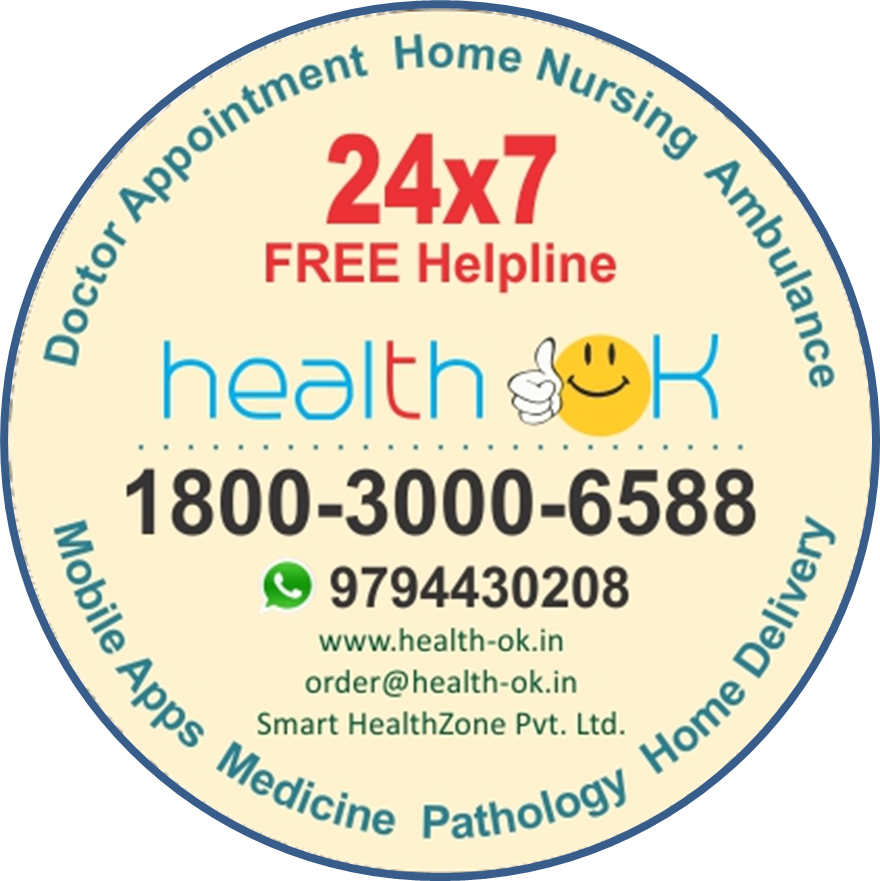 Doctor Appointment Home Nursing Ambulance
24x7
FREE Helpline
health OK
1800-3000-6588
9794430208
www.health-ok.in
order@health-ok.in
Smart HealthZone Pvt. Ltd.
Mobile Apps Medicine Pathology Home Delivery